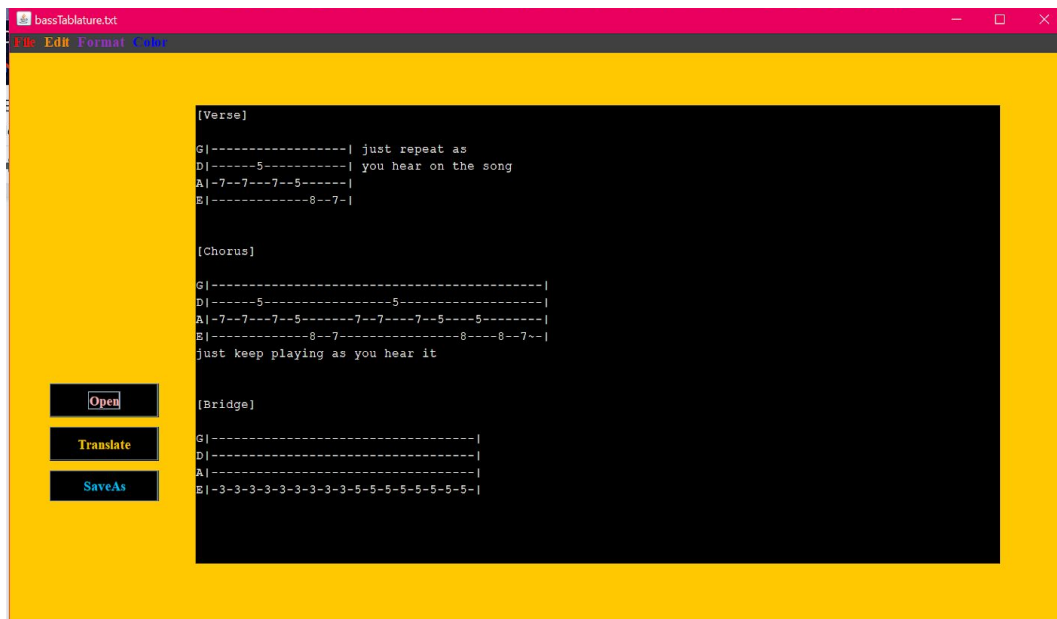 bassTablature.txt
File Edit Format Color
[Verse]
G|------------------| just repeat as
D|------5-----------| you hear on the song
A|-7--7---7--5------|
E|-------------8--7-|
[Chorus]
G|--------------------------------------------|
D|------5-----------------5-------------------|
A|-7--7---7--5-------7--7----7--5----5--------|
E|-------------8--7----------------8----8--7~-|
just keep playing as you hear it
[Bridge]
G|-----------------------------------|
D|-----------------------------------|
A|-----------------------------------|
E|-3-3-3-3-3-3-3-3-3-5-5-5-5-5-5-5-5-|
Open
Translate
SaveAs